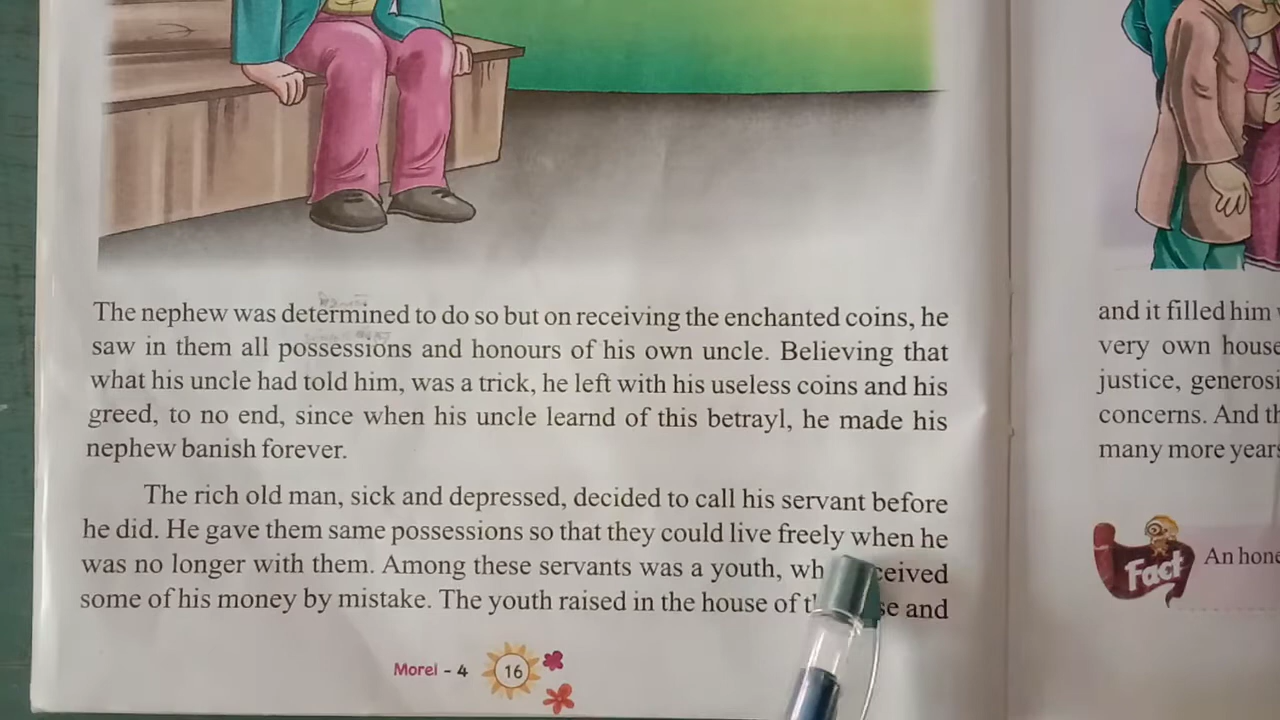 The nephew was determined to do so but on receiving the enchanted coins, he
saw in them all possessions and honours of his own uncle. Believing that
what his uncle had told him, was a trick, he left with his useless coins and his
greed, to no end, since when his uncle learnd of this betrayl, he made his
nephew banish forever.
The rich old man, sick and depressed, decided to call his servant before
he did. He gave them same possessions so that they could live freely when he
was no longer with them. Among these servants was a youth,
some of his money by mistake. The youth raised in the house of and
Morel - 4 16
and it filled him
very own house
justice,
concerns. And
many more years
Fact An